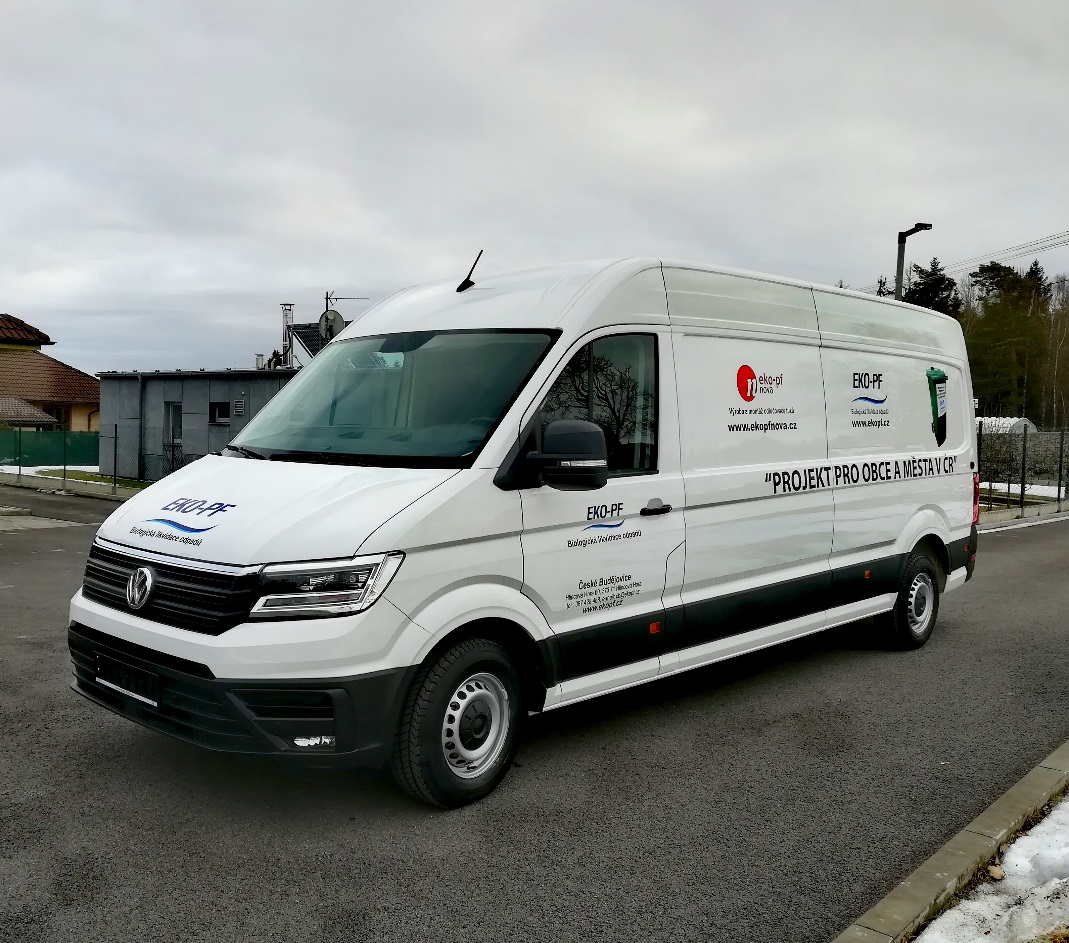 EKO-PF
Biologická likvidace odpadů
EKO-PF
Biologická likvidace odpadů
České Budějovice
www.ekopf.cz
eko-pf
nova
www.ekopfnova.cz
EKO-PF
www.ekopf.cz
"PROJEKT PRO OBCE A MĚSTA V ČR"